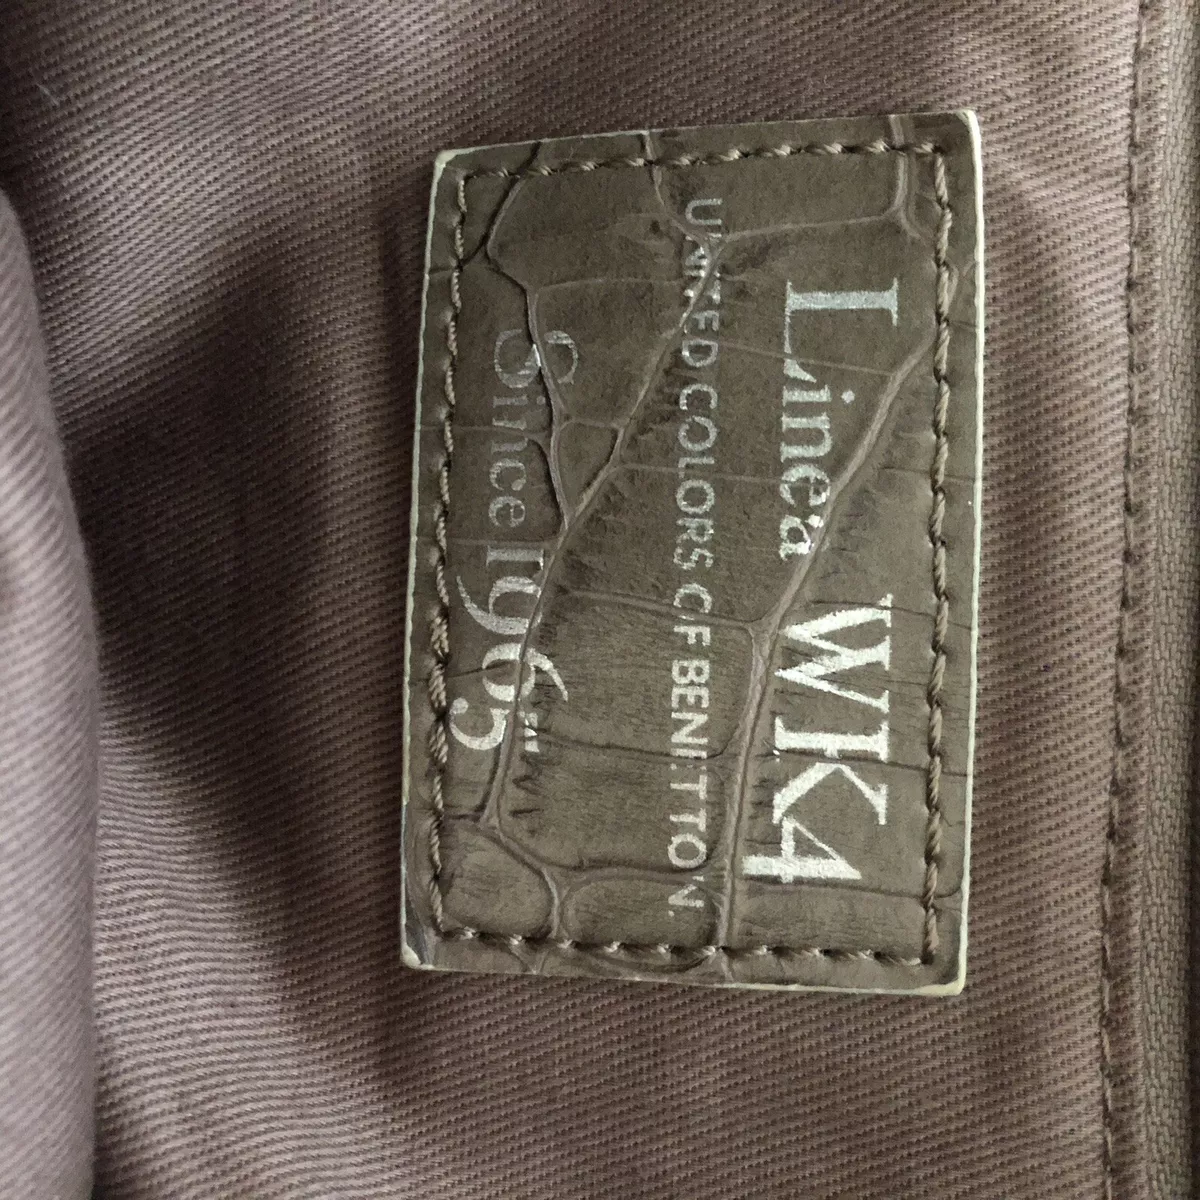 Linea WK4
UNITED COLORS OF BENETTON.
Since 1965